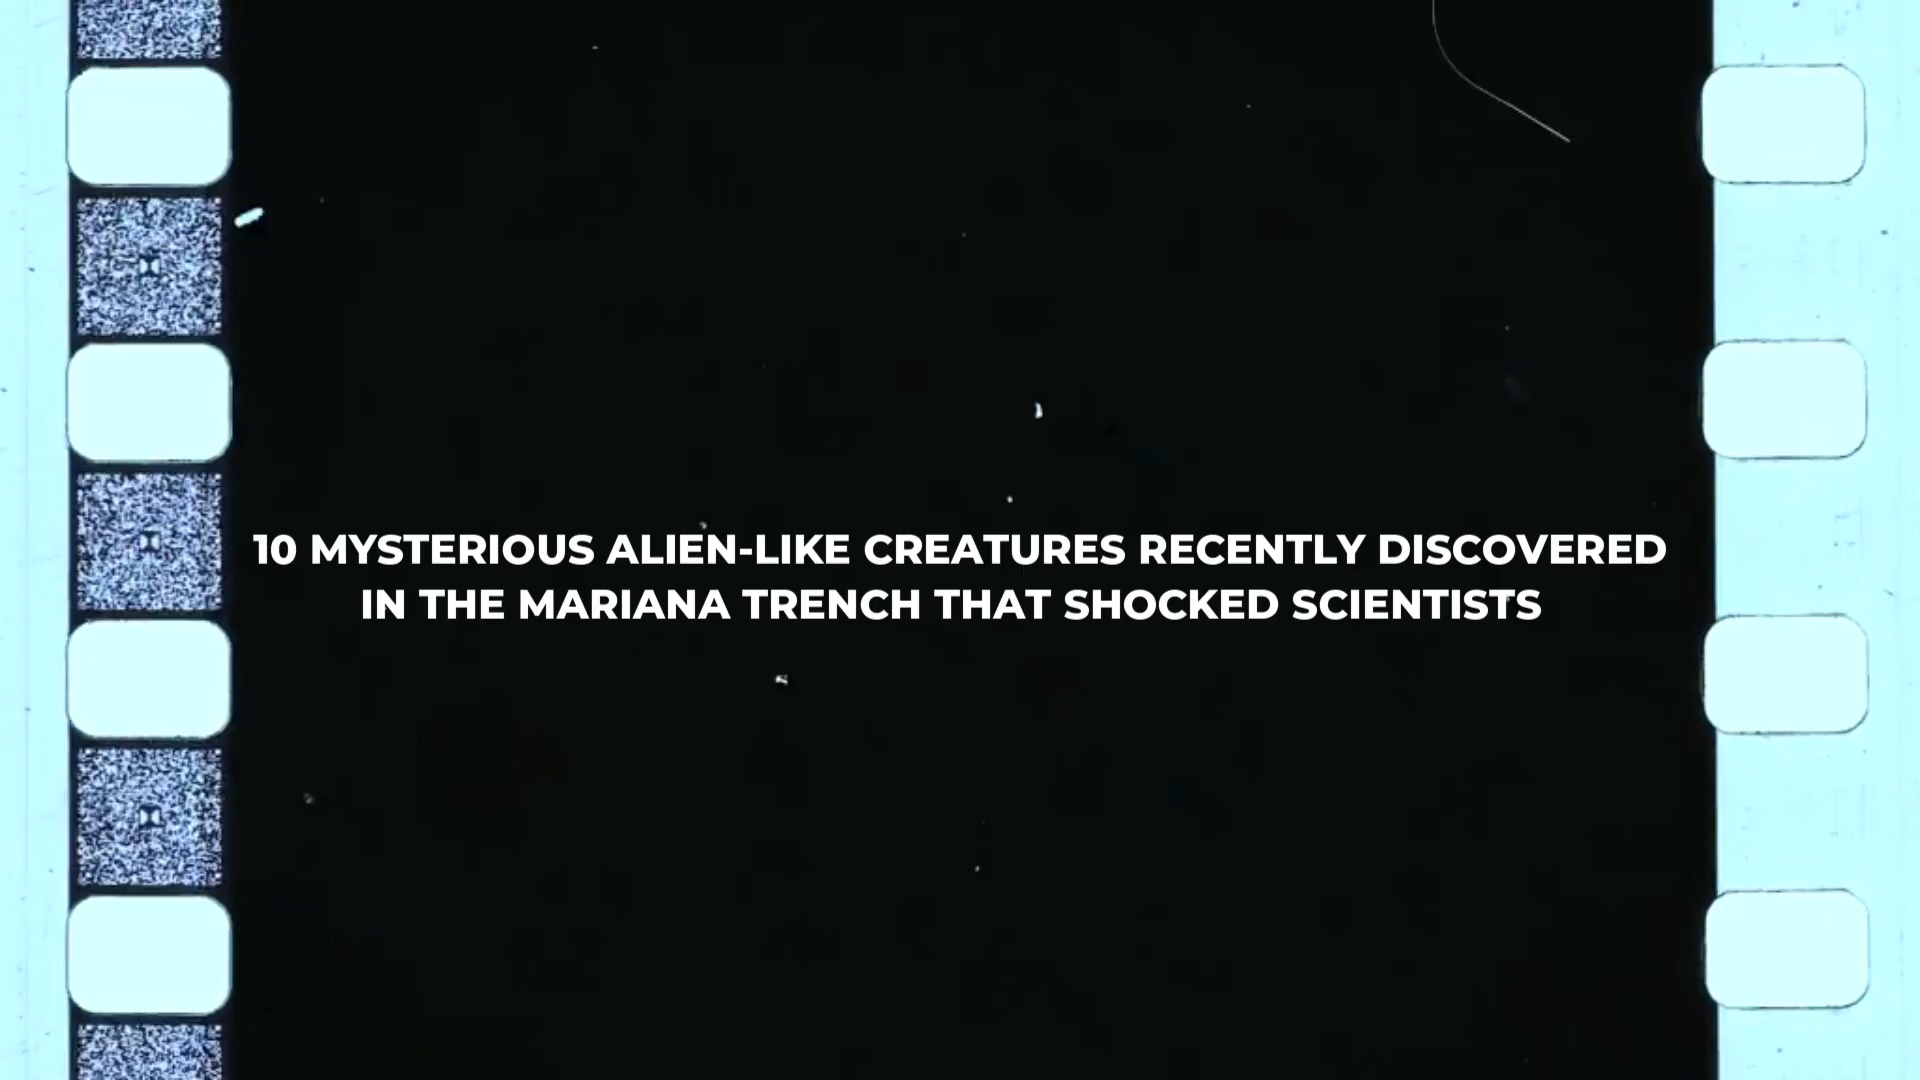 10 MYSTERIOUS ALIEN-LIKE CREATURES RECENTLY DISCOVERED
IN THE MARIANA TRENCH THAT SHOCKED SCIENTISTS